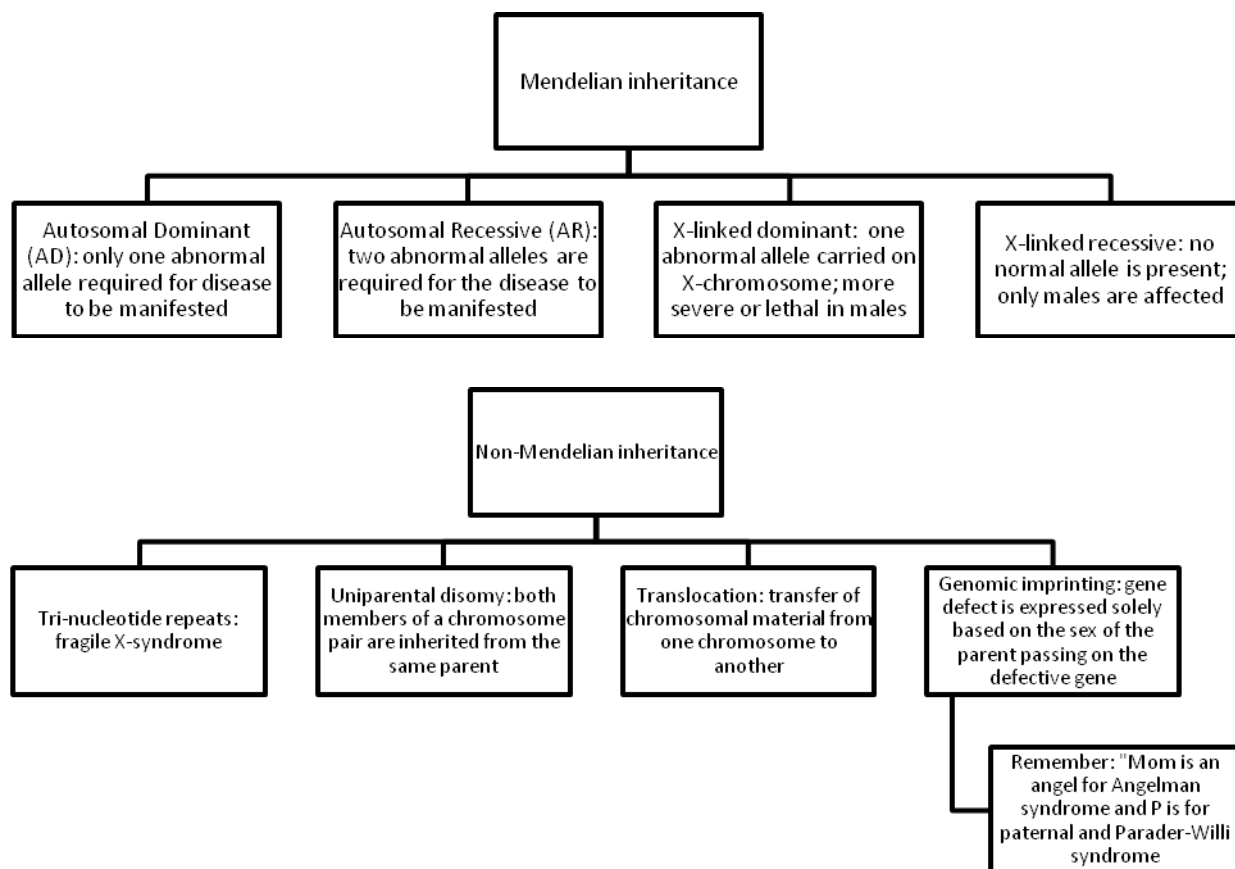 Mendelian inheritance
Autosomal Dominant
(AD): only one abnormal
allele required for disease
to be manifested
Autosomal Recessive (AR):
two abnormal alleles are
required for the disease to
be manifested
X-linked dominant: one
abnormal allele carried on
X-chromosome; more
severe or lethal in males
X-linked recessive: no
normal allele is present;
only males are affected
Non-Mendelian inheritance
Tri-nucleotide repeats:
fragile X-syndrome
Uniparental disomy: both
members of a chromosome
pair are inherited from the
same parent
Translocation: transfer of
chromosomal material from
one chromosome to
another
Genomic imprinting: gene
defect is expressed solely
based on the sex of the
parent passing on the
defective gene
Remember: "Mom is an
angel for Angelman
syndrome and P is for
paternal and Parader-Willi
syndrome